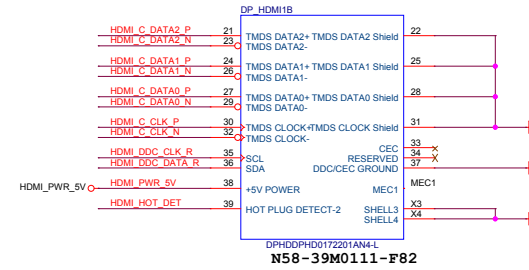 DP_HDMI1B
HDMI_C_DATA2_P 21 TMDS DATA2+ TMDS DATA2 Shield 22
HDMI_C_DATA2_N 23 TMDS DATA2-
HDMI_C_DATA1_P 24 TMDS DATA1+ TMDS DATA1 Shield 25
HDMI_C_DATA1_N 26 TMDS DATA1-
HDMI_C_DATA0_P 27 TMDS DATA0+ TMDS DATA0 Shield 28
HDMI_C_DATA0_N 29 TMDS DATA0-
HDMI_C_CLK_P 30 TMDS CLOCK+ TMDS CLOCK Shield 31
HDMI_C_CLK_N 32 TMDS CLOCK-
CEC 33
HDMI_DDC_CLK_R 35 SCL RESERVED 34
HDMI_DDC_DATA_R 36 SDA DDC/CEC GROUND 37
HDMI_PWR_5V HDMI_PWR_5V 38 +5V POWER MEC1 MEC1
HDMI_HOT_DET 39 HOT PLUG DETECT-2 SHELL3 X3
SHELL4 X4
DPHDDPHD0172201AN4-L
N58-39M0111-F82